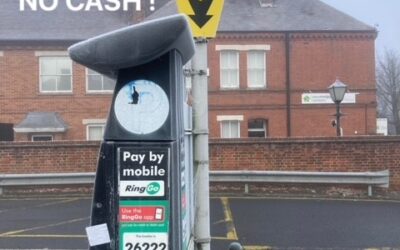 NO CASH !
Pay by
mobile
RingGo
Use the
RingGo app
26222